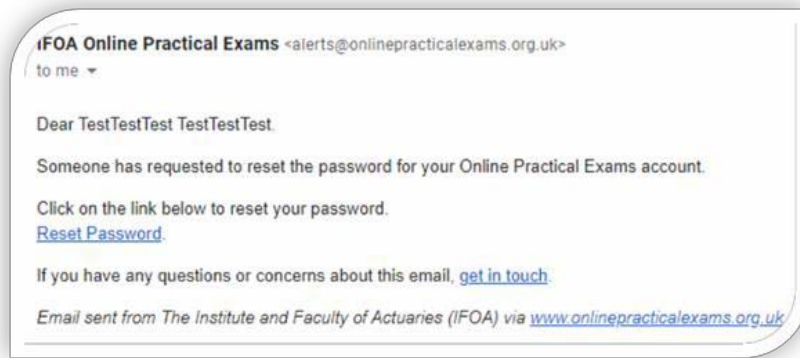 IFOA Online Practical Exams <alerts@onlinepracticalexams.org.uk>
to me
Dear TestTestTest TestTestTest.
Someone has requested to reset the password for your Online Practical Exams account.
Click on the link below to reset your password.
Reset Password.
If you have any questions or concerns about this email, get in touch.
Email sent from The Institute and Faculty of Actuaries (IFOA) via www.onlinepracticalexams.org.uk